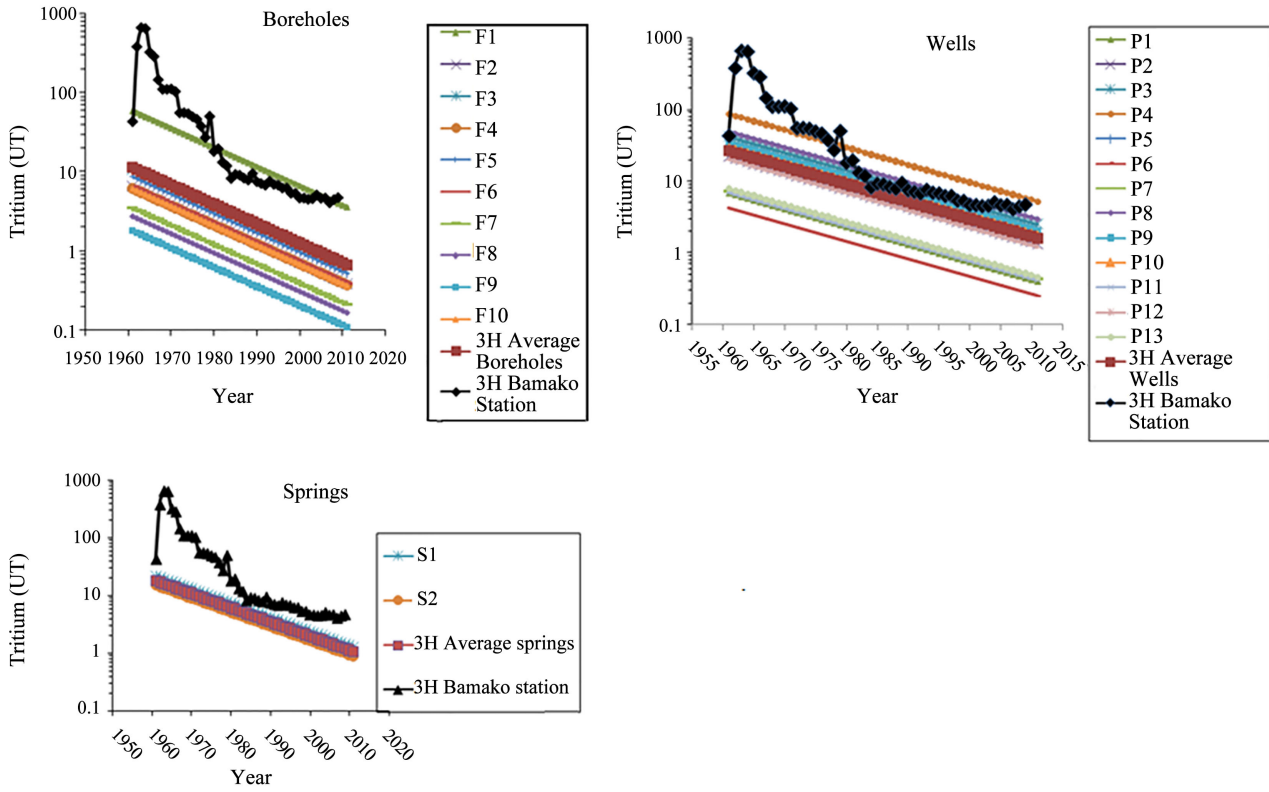 Boreholes
1000
100
10
1
0.1
Tritium (UT)
1950 1960 1970 1980 1990 2000 2010 2020
Year
F1
F2
F3
F4
F5
F6
F7
F8
F9
F10
3H Average
Boreholes
3H Bamako
Station
Wells
1000
100
10
1
0.1
Tritium (UT)
1955 1960 1965 1970 1975 1980 1985 1990 1995 2000 2005 2010 2015
Year
P1
P2
P3
P4
P5
P6
P7
P8
P9
P10
P11
P12
P13
3H Average
Wells
3H Bamako
Station
Springs
1000
100
10
1
0.1
Tritium (UT)
1950 1960 1970 1980 1990 2000 2010 2020
Year
S1
S2
3H Average springs
3H Bamako station